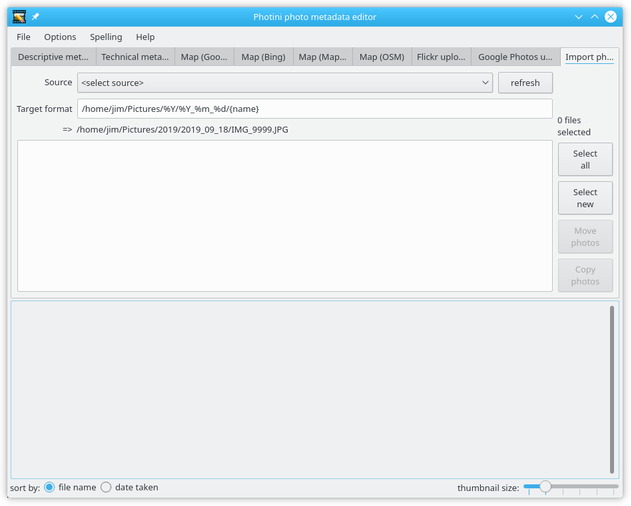 Photini photo metadata editor
File Options Spelling Help
Descriptive met... Technical meta... Map (Goo... Map (Bing) Map (Map... Map (OSM) Flickr uplo... Google Photos u... Import ph...
Source <select source> refresh
Target format /home/jim/Pictures/%Y/%Y_%m_%d/{name}
=> /home/jim/Pictures/2019/2019_09_18/IMG_9999.JPG
0 files
selected
Select
all
Select
new
Move
photos
Copy
photos
sort by: file name date taken thumbnail size: